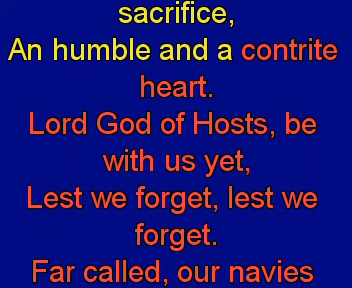 sacrifice,
An humble and a contrite
heart.
Lord God of Hosts, be
with us yet,
Lest we forget, lest we
forget.
Far called, our navies